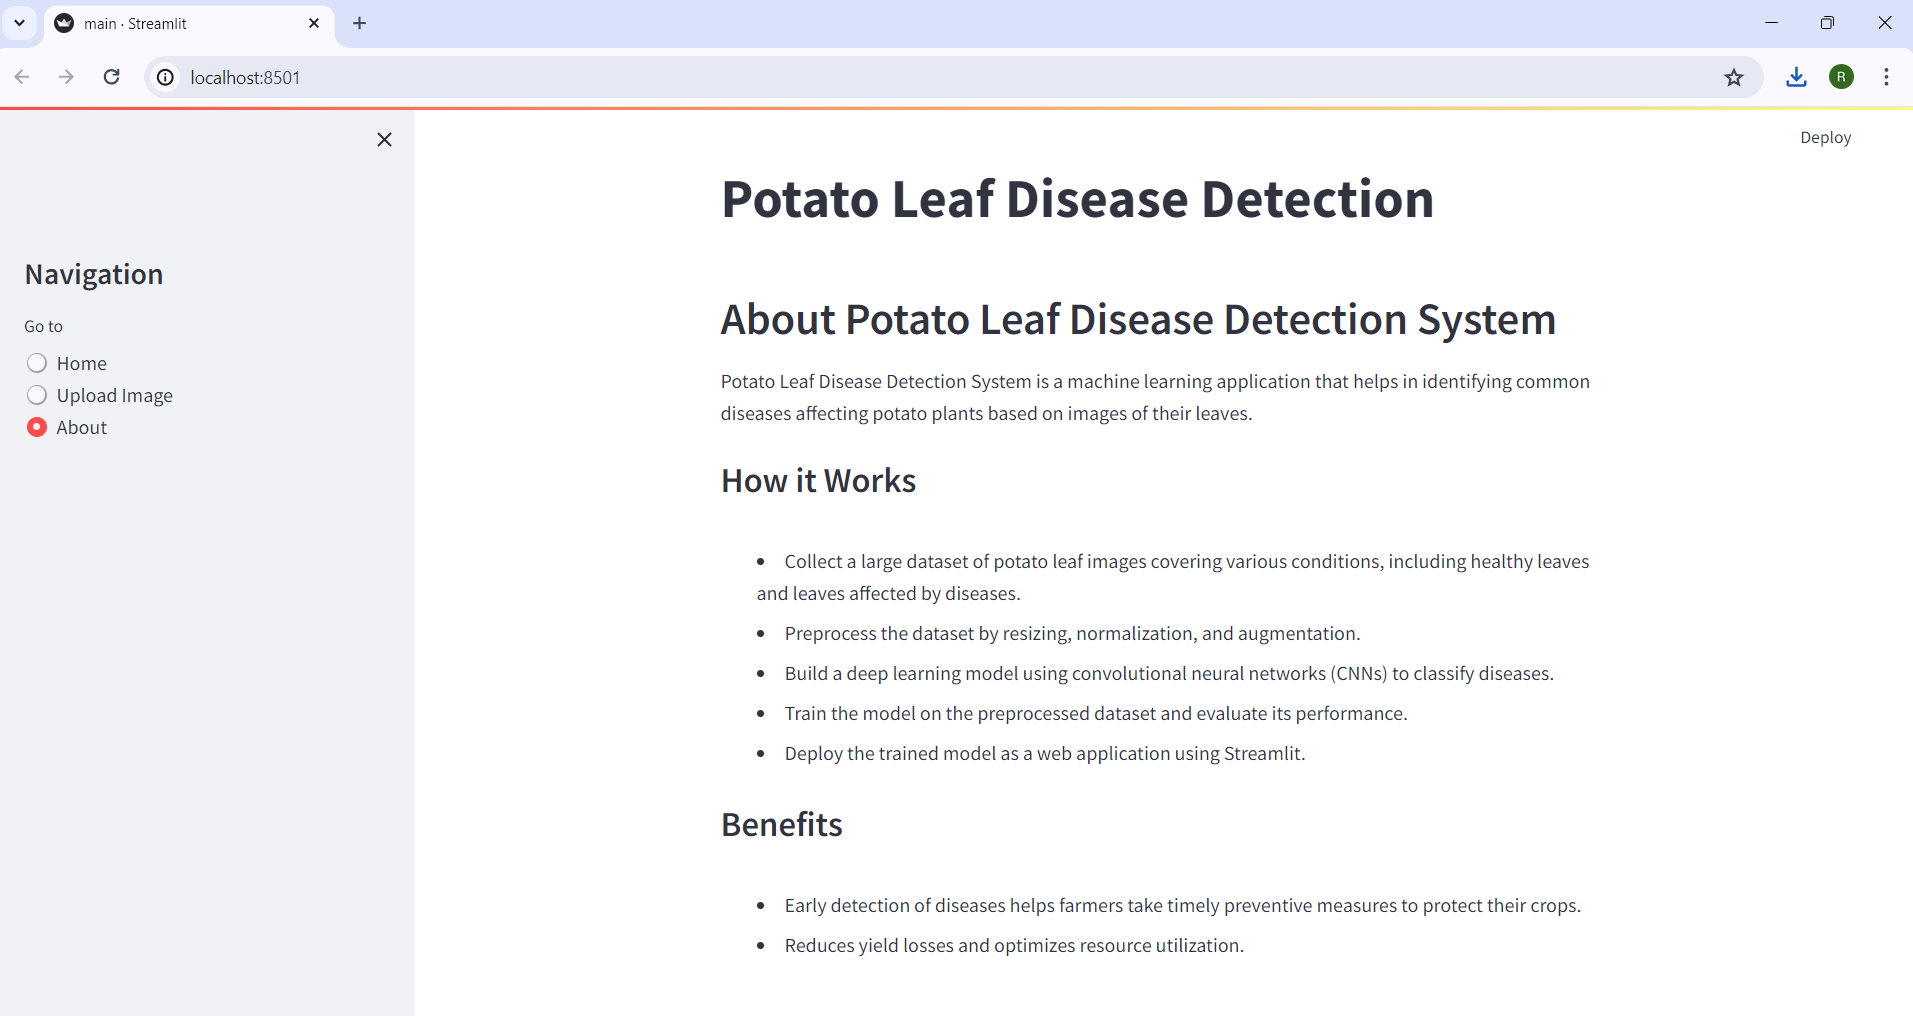 main · Streamlit
localhost:8501
R
Deploy
Navigation
Go to
Home
Upload Image
About
Potato Leaf Disease Detection
About Potato Leaf Disease Detection System
Potato Leaf Disease Detection System is a machine learning application that helps in identifying common
diseases affecting potato plants based on images of their leaves.
How it Works
• Collect a large dataset of potato leaf images covering various conditions, including healthy leaves
and leaves affected by diseases.
• Preprocess the dataset by resizing, normalization, and augmentation.
• Build a deep learning model using convolutional neural networks (CNNs) to classify diseases.
• Train the model on the preprocessed dataset and evaluate its performance.
• Deploy the trained model as a web application using Streamlit.
Benefits
• Early detection of diseases helps farmers take timely preventive measures to protect their crops.
• Reduces yield losses and optimizes resource utilization.